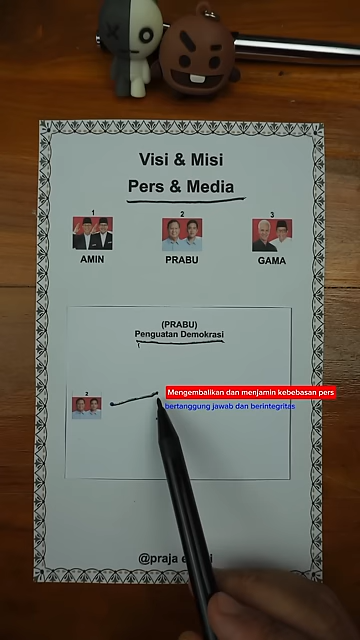 Visi & Misi
Pers & Media
1 2 3
AMIN PRABU GAMA
(PRABU)
Penguatan Demokrasi
2
Mengembalikan dan menjamin kebebasan pers
bertanggung jawab dan berintegritas
@praja